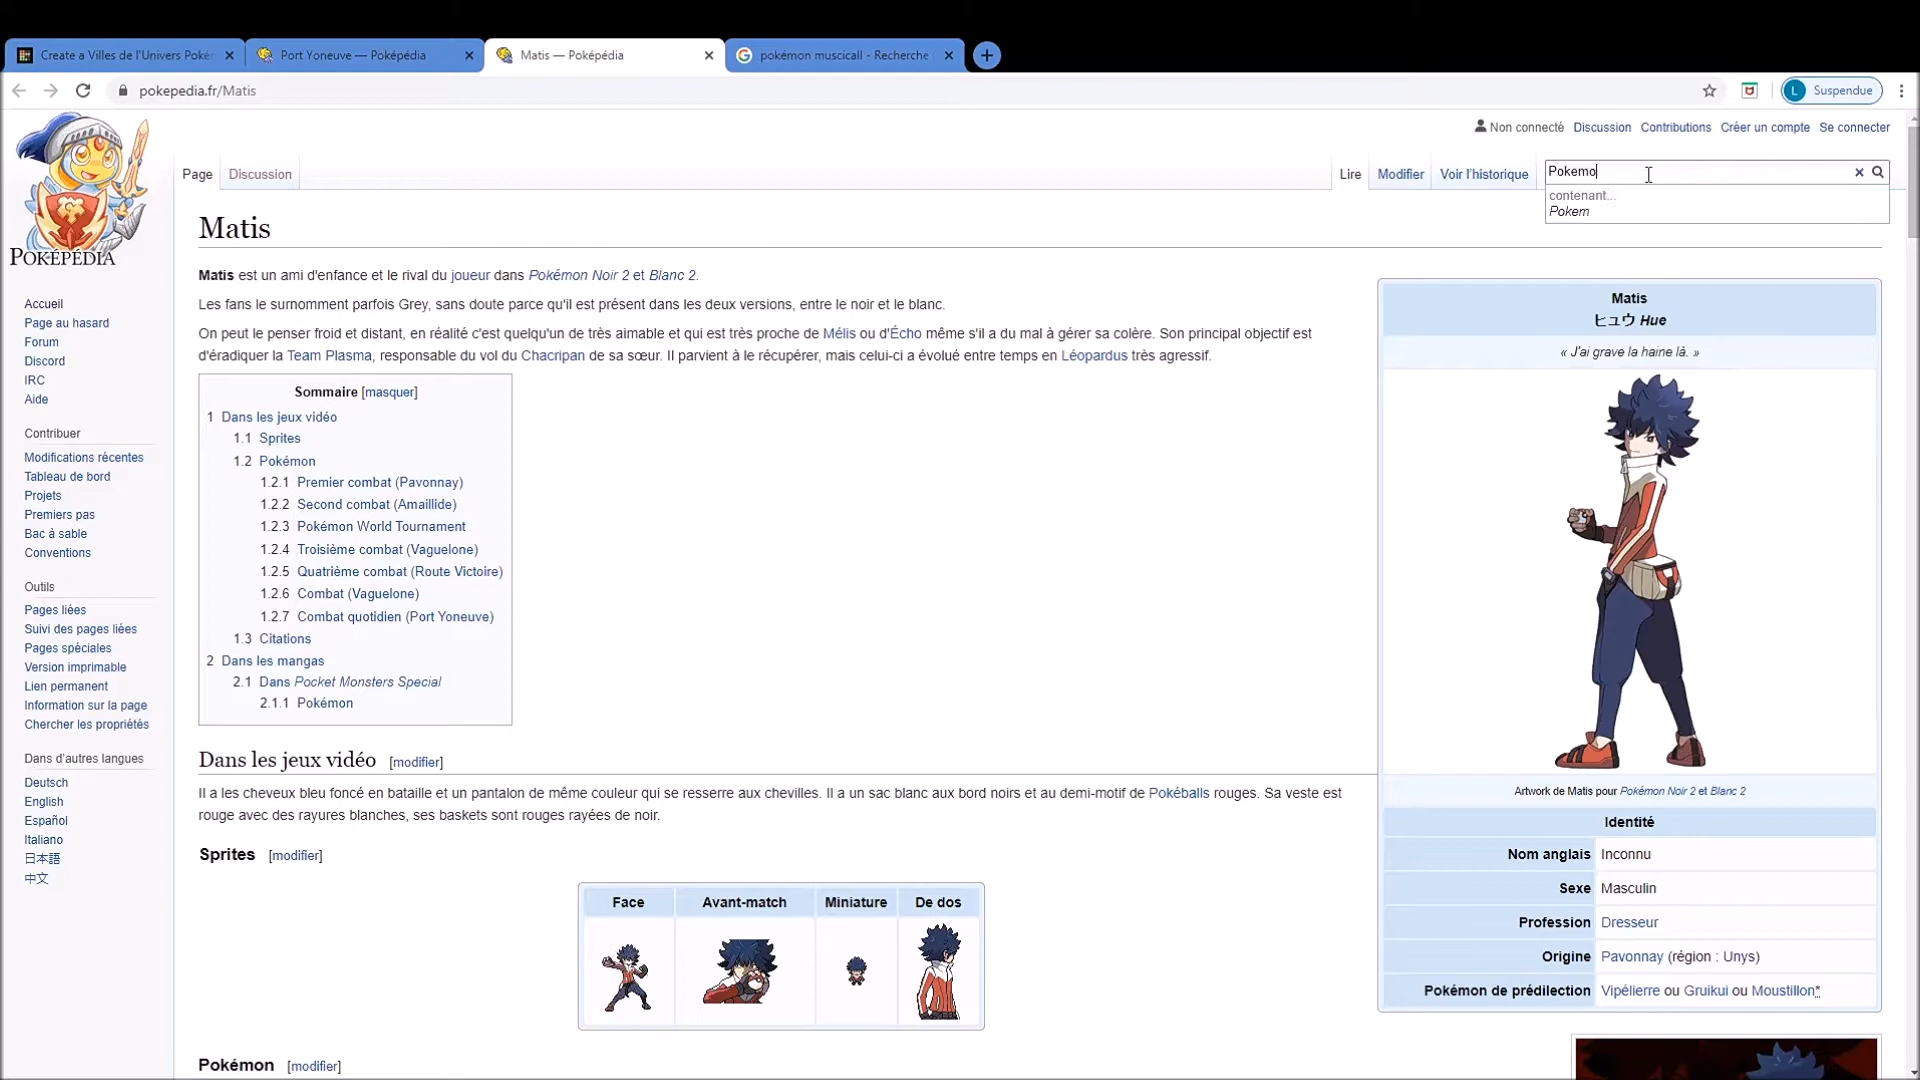 Create a Villes de l'Univers Poké
Port Yoneuve — Poképédia
Matis — Poképédia
pokémon muscicall - Recherche
pokepedia.fr/Matis
L Suspendue
Non connecté Discussion Contributions Créer un compte Se connecter
Page Discussion Lire Modifier Voir l'historique Pokemo
contenant...
Pokem
POKÉPÉDIA
Accueil
Page au hasard
Forum
Discord
IRC
Aide
Contribuer
Modifications récentes
Tableau de bord
Projets
Premiers pas
Bac à sable
Conventions
Outils
Pages liées
Suivi des pages liées
Pages spéciales
Version imprimable
Lien permanent
Information sur la page
Chercher les propriétés
Dans d'autres langues
Deutsch
English
Español
Italiano
日本語
中文
Matis
Matis est un ami d'enfance et le rival du joueur dans Pokémon Noir 2 et Blanc 2.
Les fans le surnomment parfois Grey, sans doute parce qu'il est présent dans les deux versions, entre le noir et le blanc.
On peut le penser froid et distant, en réalité c'est quelqu'un de très aimable et qui est très proche de Mélis ou d'Écho même s'il a du mal à gérer sa colère. Son principal objectif est
d'éradiquer la Team Plasma, responsable du vol du Chacripan de sa sœur. Il parvient à le récupérer, mais celui-ci a évolué entre temps en Léopardus très agressif.
Sommaire [masquer]
1 Dans les jeux vidéo
1.1 Sprites
1.2 Pokémon
1.2.1 Premier combat (Pavonnay)
1.2.2 Second combat (Amaillide)
1.2.3 Pokémon World Tournament
1.2.4 Troisième combat (Vaguelone)
1.2.5 Quatrième combat (Route Victoire)
1.2.6 Combat (Vaguelone)
1.2.7 Combat quotidien (Port Yoneuve)
1.3 Citations
2 Dans les mangas
2.1 Dans Pocket Monsters Special
2.1.1 Pokémon
Dans les jeux vidéo [modifier]
Il a les cheveux bleu foncé en bataille et un pantalon de même couleur qui se resserre aux chevilles. Il a un sac blanc aux bord noirs et au demi-motif de Pokéballs rouges. Sa veste est
rouge avec des rayures blanches, ses baskets sont rouges rayées de noir.
Sprites [modifier]
Face Avant-match Miniature De dos
Pokémon [modifier]
Matis
ヒュウ Hue
« J'ai grave la haine là. »
Artwork de Matis pour Pokémon Noir 2 et Blanc 2
Identité
Nom anglais Inconnu
Sexe Masculin
Profession Dresseur
Origine Pavonnay (région : Unys)
Pokémon de prédilection Vipélierre ou Gruikui ou Moustillon*